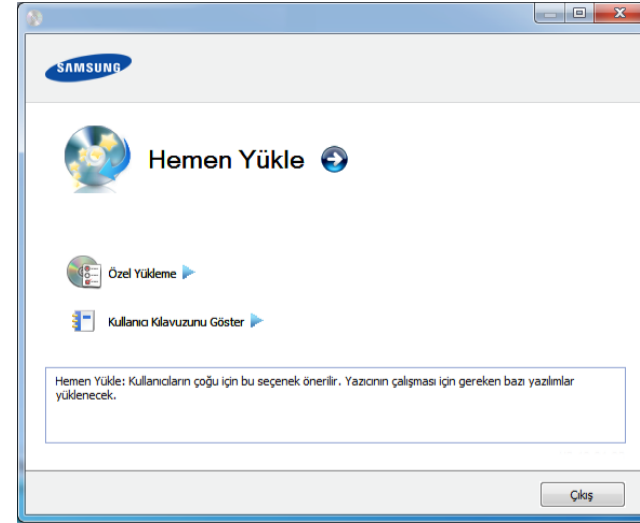 SAMSUNG
Hemen Yükle
Özel Yükleme
Kullanıcı Kılavuzunu Göster
Hemen Yükle: Kullanıcıların çoğu için bu seçenek önerilir. Yazıcının çalışması için gereken bazı yazılımlar
yüklenecek.
Çıkış